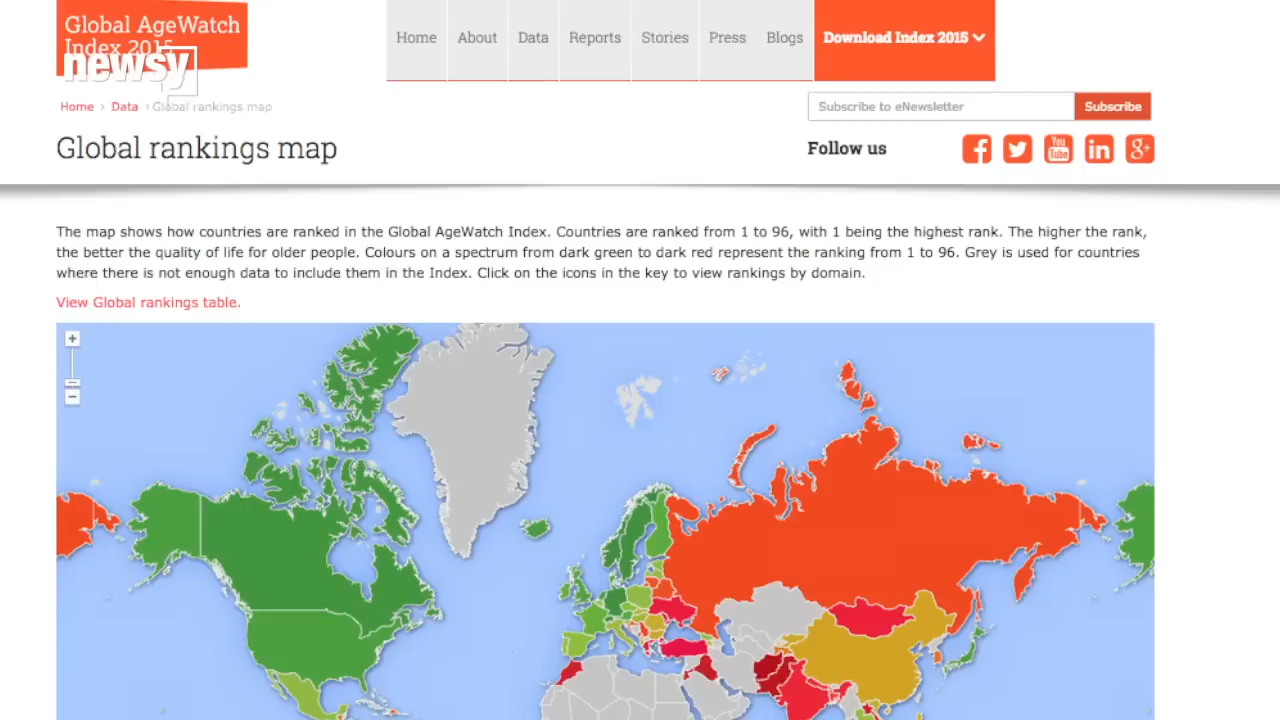 Global AgeWatch
Index 2015
newsy
Home About Data Reports Stories Press Blogs Download Index 2015
Home › Data › Global rankings map
Subscribe to eNewsletter Subscribe
Global rankings map
Follow us
You
Tube
in
g+
The map shows how countries are ranked in the Global AgeWatch Index. Countries are ranked from 1 to 96, with 1 being the highest rank. The higher the rank,
the better the quality of life for older people. Colours on a spectrum from dark green to dark red represent the ranking from 1 to 96. Grey is used for countries
where there is not enough data to include them in the Index. Click on the icons in the key to view rankings by domain.
View Global rankings table.